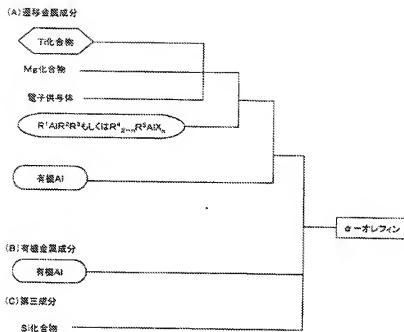 (A)遷移金属成分
Ti化合物
Mg化合物
電子供与体
R¹AlR²R³もしくはR⁴₂₋ₙR⁵AlXₙ
有機Al
α-オレフィン
(B)有機金属成分
有機Al
(C)第三成分
Si化合物